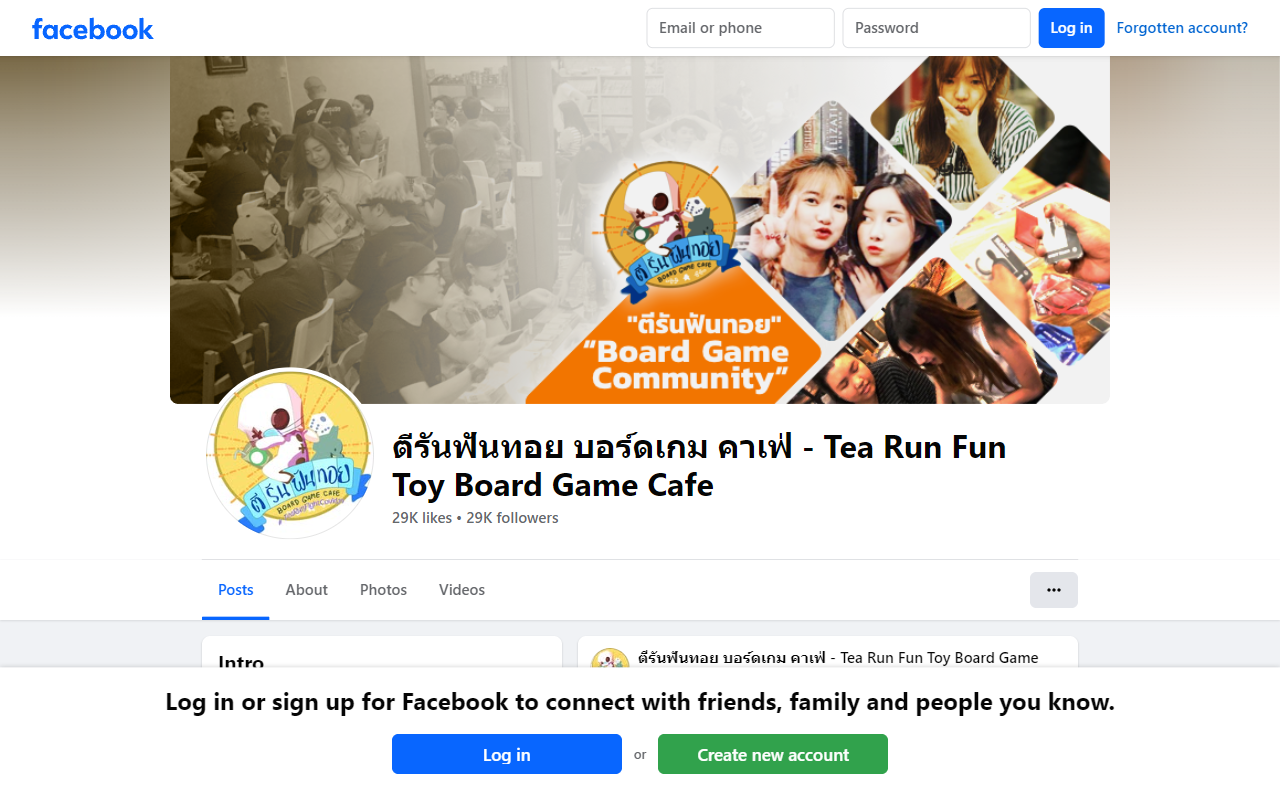 facebook
Email or phone
Password
Log in
Forgotten account?
ตี รัน ฟัน ทอย
BOARD GAME CAFE
"ตีรันฟันทอย"
“Board Game
Community”
ตี รัน ฟัน ทอย
BOARD GAME CAFE
ตีรันฟันทอย บอร์ดเกม คาเฟ่ - Tea Run Fun
Toy Board Game Cafe
29K likes • 29K followers
Posts
About
Photos
Videos
Intro
ตีรันฟันทอย บอร์ดเกม คาเฟ่ - Tea Run Fun Toy Board Game
Log in or sign up for Facebook to connect with friends, family and people you know.
Log in
or
Create new account